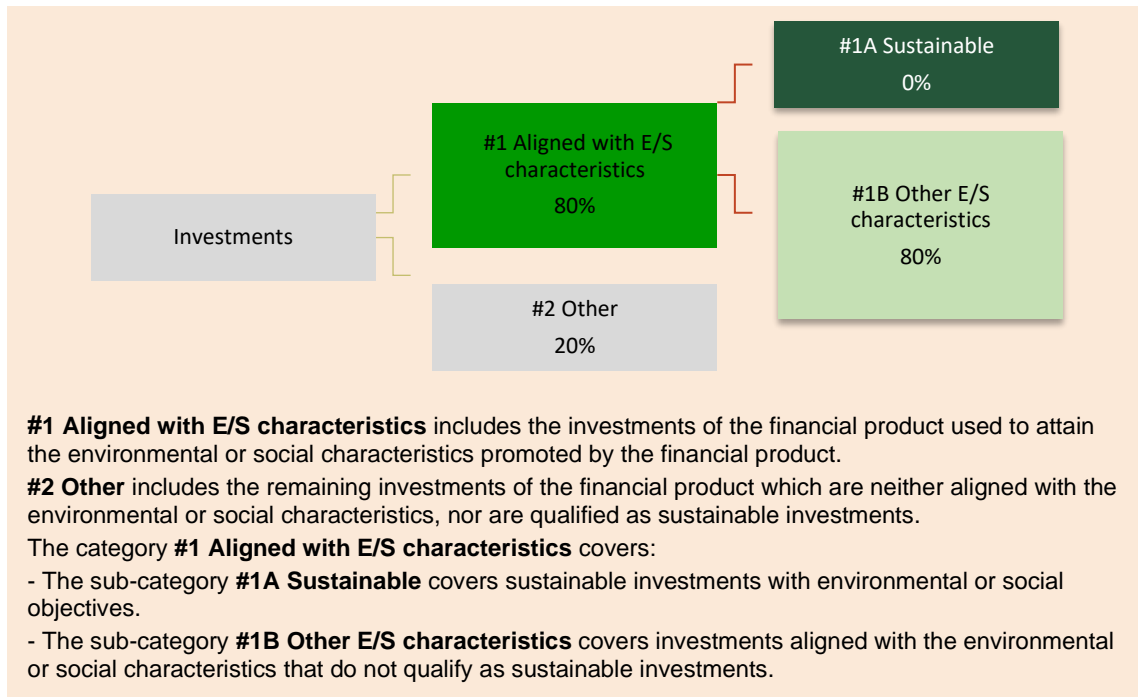 #1A Sustainable
0%
#1 Aligned with E/S
characteristics
80%
#1B Other E/S
characteristics
80%
Investments
#2 Other
20%
#1 Aligned with E/S characteristics includes the investments of the financial product used to attain
the environmental or social characteristics promoted by the financial product.
#2 Other includes the remaining investments of the financial product which are neither aligned with the
environmental or social characteristics, nor are qualified as sustainable investments.
The category #1 Aligned with E/S characteristics covers:
- The sub-category #1A Sustainable covers sustainable investments with environmental or social
objectives.
- The sub-category #1B Other E/S characteristics covers investments aligned with the environmental
or social characteristics that do not qualify as sustainable investments.